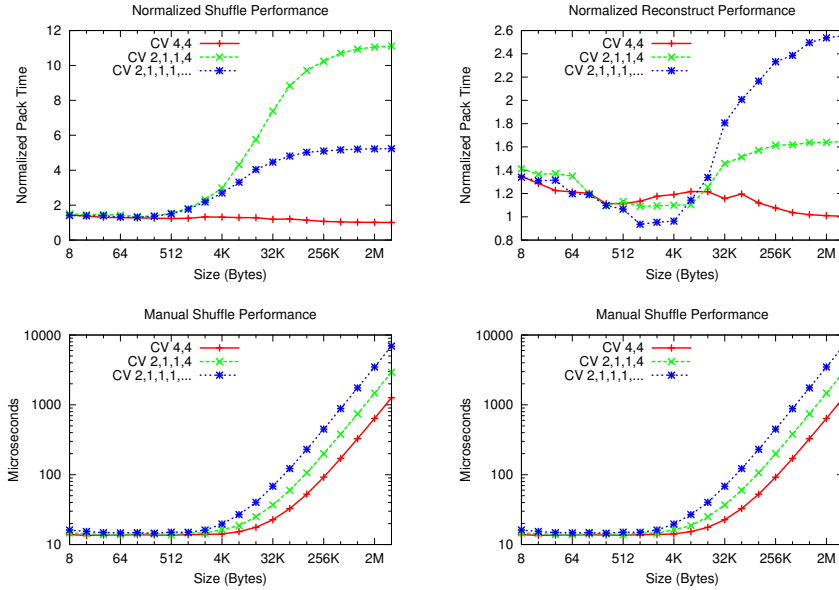 Normalized Shuffle Performance
12
10
8
6
4
2
0
Normalized Pack Time
CV 4,4
CV 2,1,1,4
CV 2,1,1,1,...
8
64
512
4K
32K
256K
2M
Size (Bytes)
Normalized Reconstruct Performance
2.6
2.4
2.2
2
1.8
1.6
1.4
1.2
1
0.8
Normalized Pack Time
CV 4,4
CV 2,1,1,4
CV 2,1,1,1,...
8
64
512
4K
32K
256K
2M
Size (Bytes)
Manual Shuffle Performance
10000
1000
100
10
Microseconds
CV 4,4
CV 2,1,1,4
CV 2,1,1,1,...
8
64
512
4K
32K
256K
2M
Size (Bytes)
Manual Shuffle Performance
10000
1000
100
10
Microseconds
CV 4,4
CV 2,1,1,4
CV 2,1,1,1,...
8
64
512
4K
32K
256K
2M
Size (Bytes)